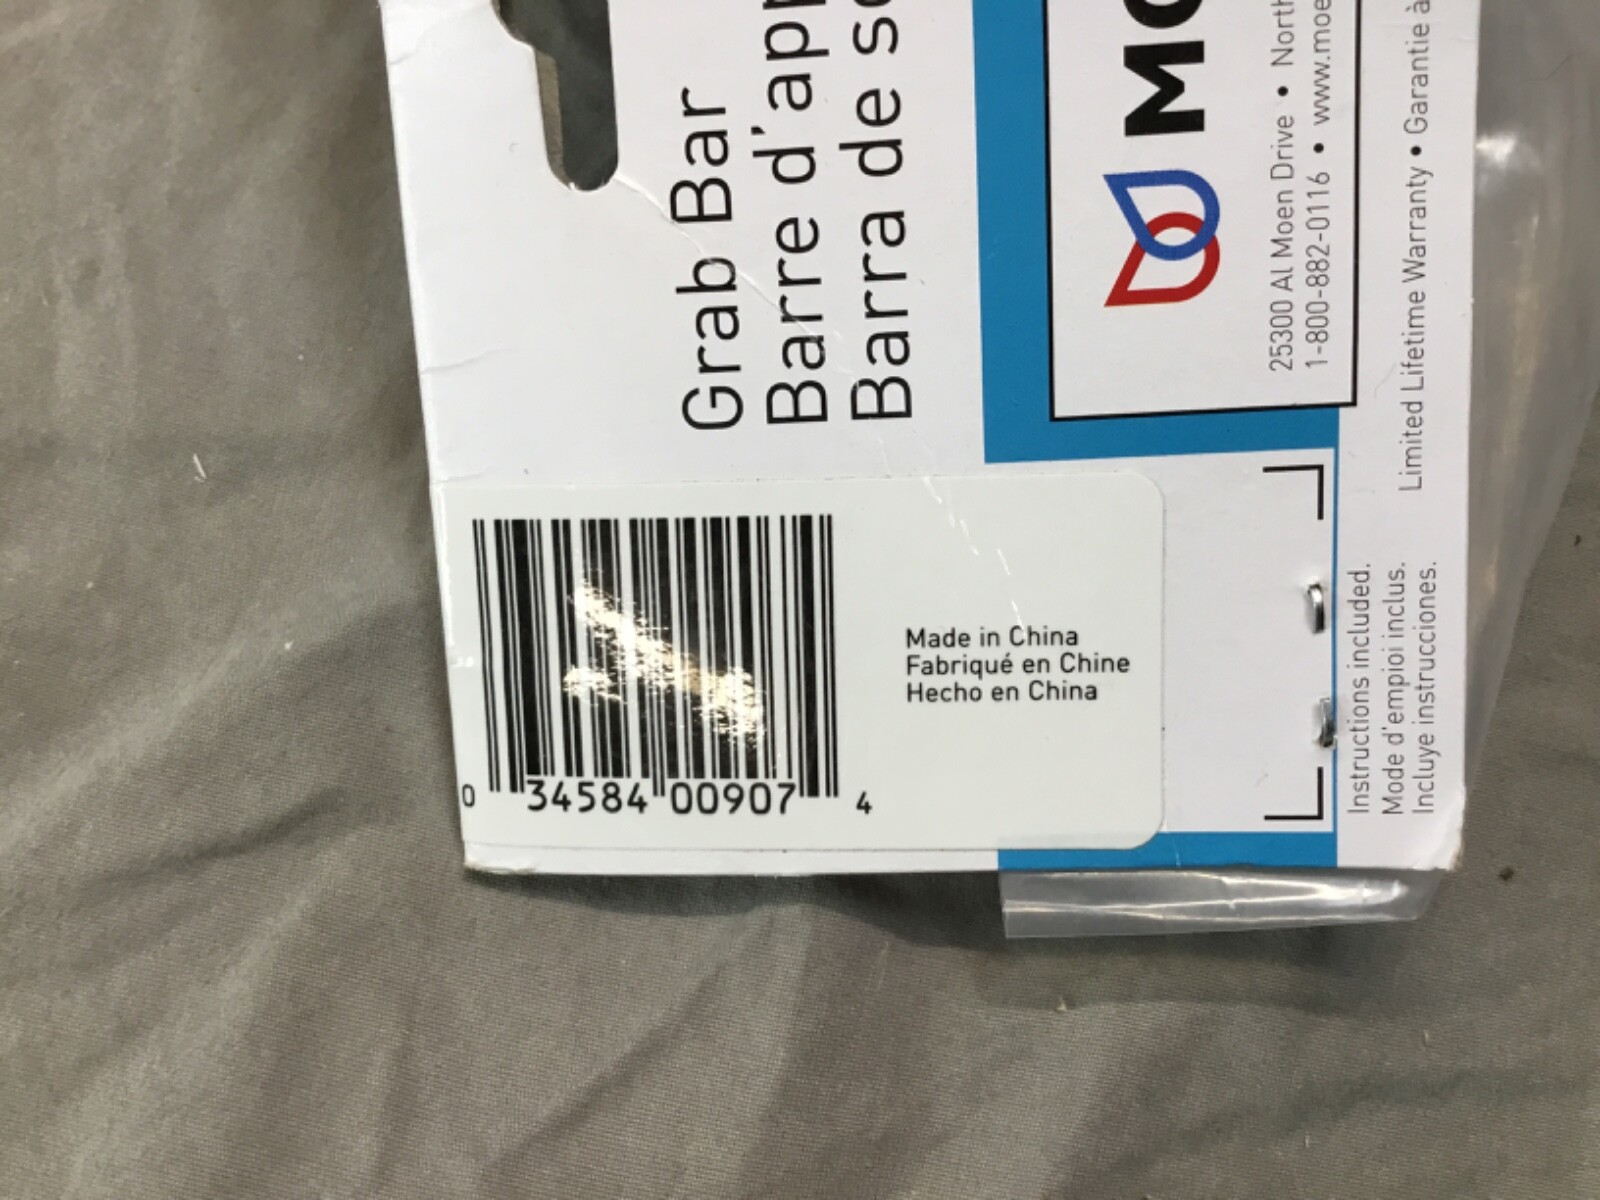 Grab Bar
Barre d'app
Barra de
MO
25300 Al Moen Drive • North
1-800-882-0116 • www.moe
Limited Lifetime Warranty • Garantie à
Instructions included.
Mode d'empioi inclus.
Incluye instrucciones.
Made in China
Fabriqué en Chine
Hecho en China
0 34584 00907 4